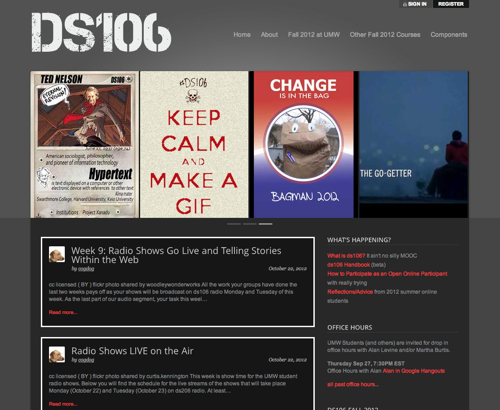 SIGN IN
REGISTER
DS106
Home About Fall 2012 at UMW Other Fall 2012 Courses Components
TED NELSON DS106
American sociologist, philosopher,
and pioneer of information technology
Hypertext
is text displayed on a computer or other
electronic device with references to other text
Alma mater:
Swarthmore College, Harvard University, Keio University
Institutions Project Xanadu
#DS106
KEEP
CALM
AND
MAKE A
GIF
CHANGE
IS IN THE BAG
BAGMAN 2012
THE GO-GETTER
Week 9: Radio Shows Go Live and Telling Stories
Within the Web
by cogdog October 22, 2012
cc licensed ( BY ) flickr photo shared by woodleywonderworks All the work your groups have done the
last two weeks pays off as your shows will be broadcast on ds106 radio Monday and Tuesday of this
week. As the last part of our audio segment, your task this week...
Read more...
Radio Shows LIVE on the Air
by cogdog October 22, 2012
cc licensed ( BY ) flickr photo shared by curtis.kennington This week is show time for the UMW student
radio shows. Below you will find the schedule for the live streams of the shows that will take place
Monday (October 22) and Tuesday (October 23) on ds106 radio. At least...
Read more...
WHAT'S HAPPENING?
What is ds106? It ain't no silly MOOC
ds106 Handbook (beta)
How to Participate as an Open Online Participant
with really trying
Reflections/Advice from 2012 summer online
students
OFFICE HOURS
UMW Students (and others) are invited for drop in
office hours with Alan Levine and/or Martha Burtis.
Thursday Sep 27, 7:30PM EST
Office Hours with Alan Alan in Google Hangouts
all past office hours...